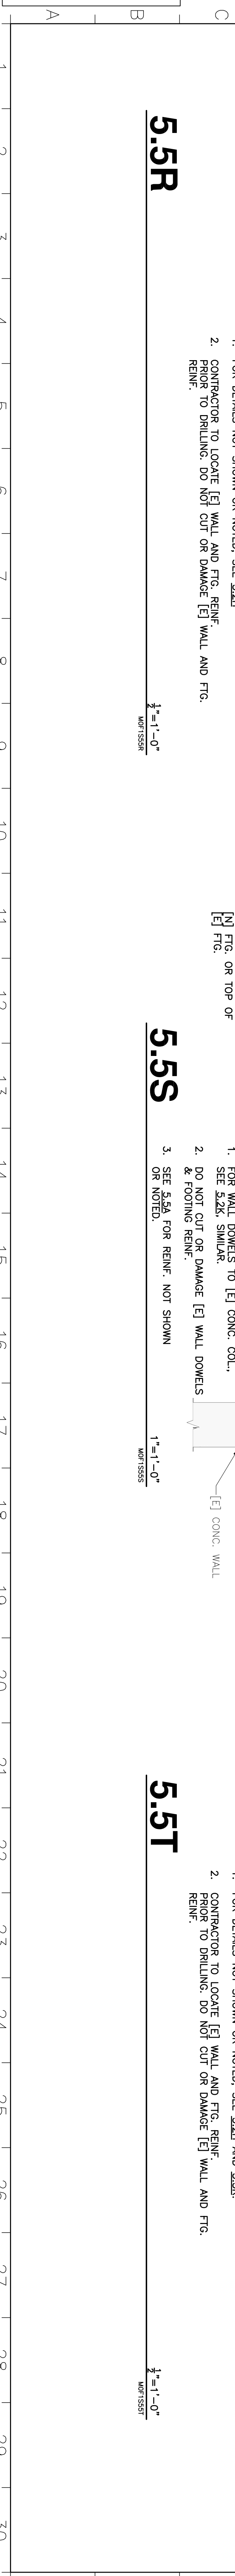 2. CONTRACTOR TO LOCATE [E] WALL AND FTG. REINF.
PRIOR TO DRILLING. DO NOT CUT OR DAMAGE [E] WALL AND FTG.
REINF.
5.5R
1/2"=1'-0"
M0F1S55R
[N] FTG. OR TOP OF
[E] FTG.
1. FOR WALL DOWELS TO [E] CONC. COL.,
SEE 5.2K, SIMILAR.
2. DO NOT CUT OR DAMAGE [E] WALL DOWELS
& FOOTING REINF.
3. SEE 5.5A FOR REINF. NOT SHOWN
OR NOTED.
[E] CONC. WALL
5.5S
1"=1'-0"
M0F1S55S
2. CONTRACTOR TO LOCATE [E] WALL AND FTG. REINF.
PRIOR TO DRILLING. DO NOT CUT OR DAMAGE [E] WALL AND FTG.
REINF.
5.5T
1/2"=1'-0"
M0F1S55T
C
B
A
1 2 3 4 5 6 7 8 9 10 11 12 13 14 15 16 17 18 19 20 21 22 23 24 25 26 27 28 29 30